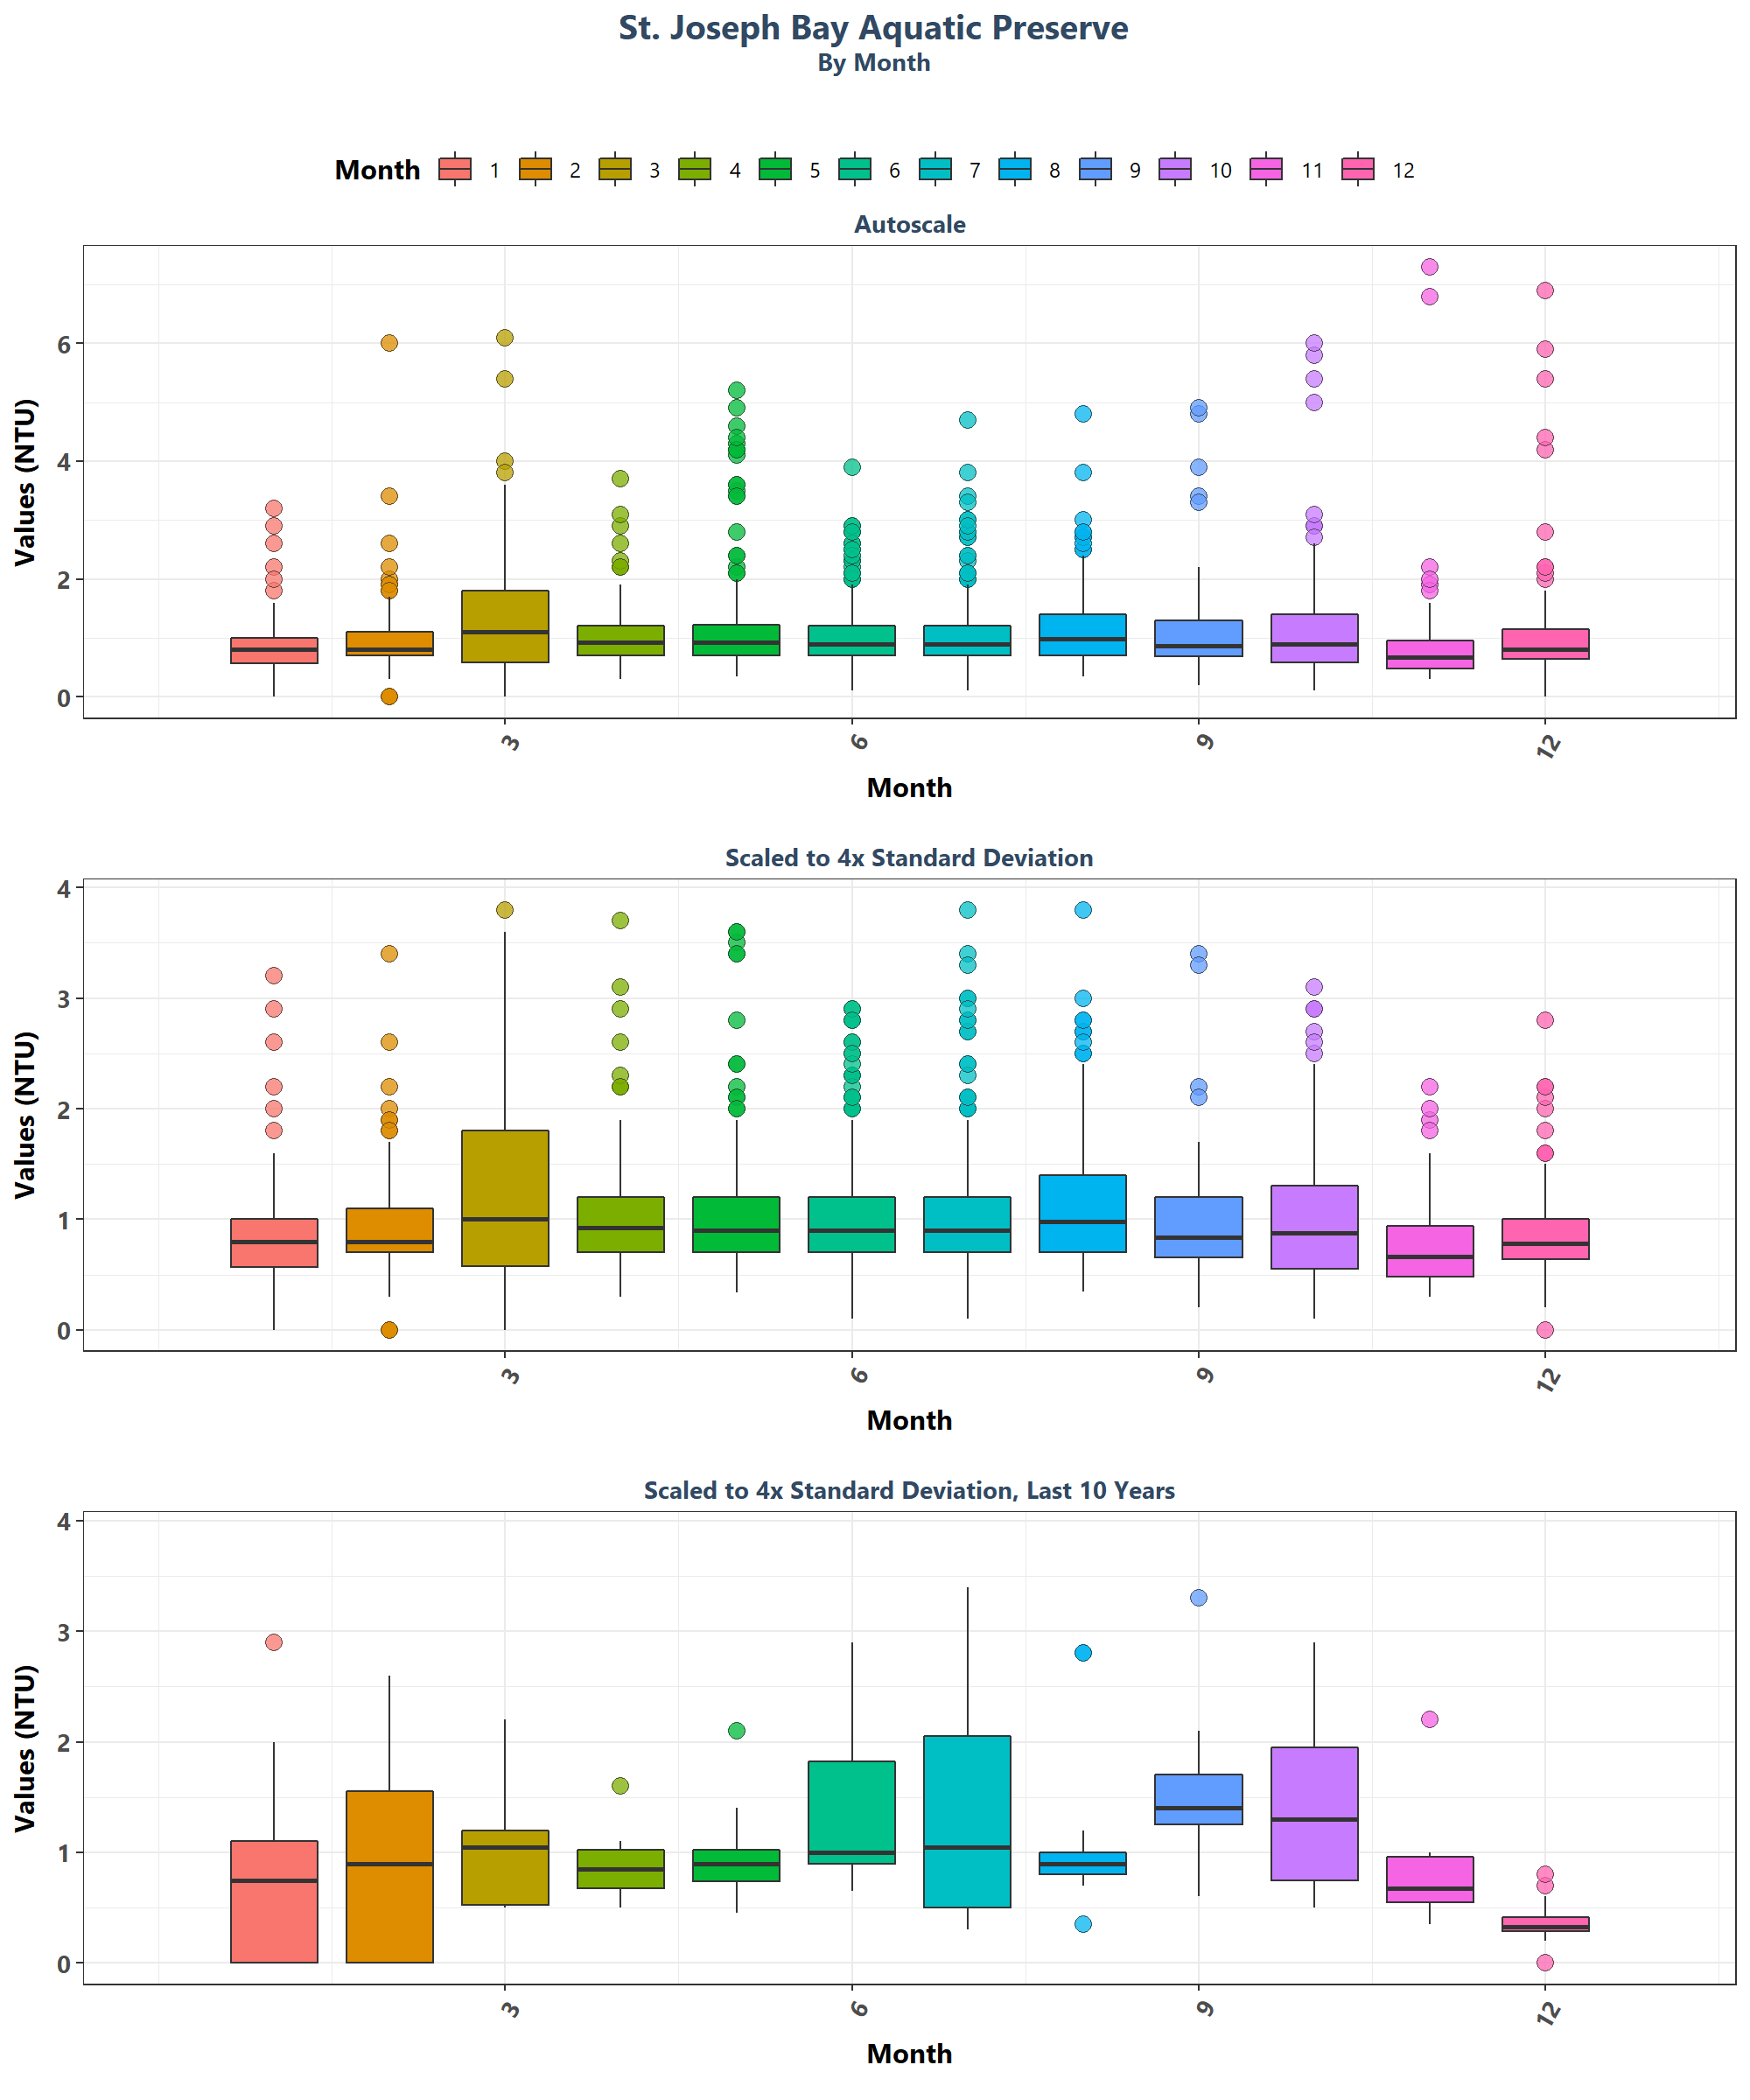 St. Joseph Bay Aquatic Preserve
By Month
Month 1 2 3 4 5 6 7 8 9 10 11 12
Autoscale
Values (NTU)
6
4
2
0
3 6 9 12
Month
Scaled to 4x Standard Deviation
Values (NTU)
4
3
2
1
0
3 6 9 12
Month
Scaled to 4x Standard Deviation, Last 10 Years
Values (NTU)
4
3
2
1
0
3 6 9 12
Month